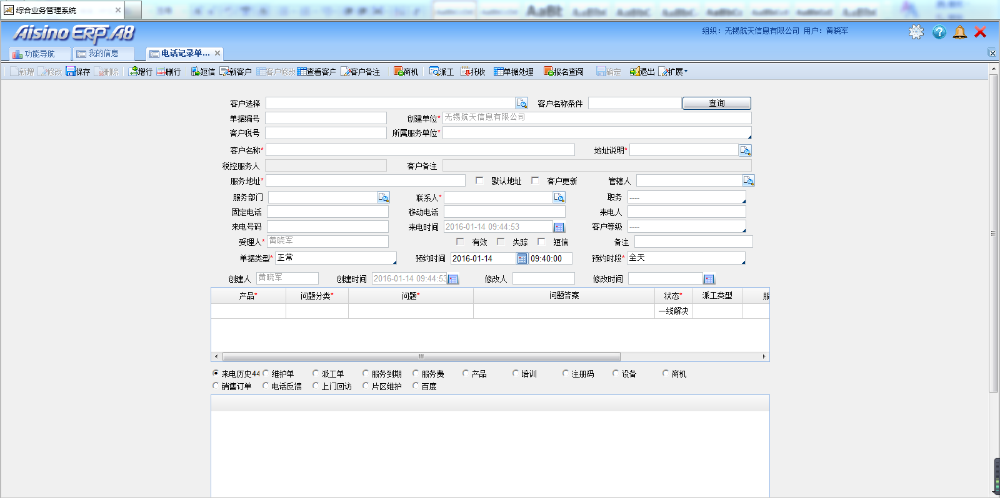 综合业务管理系统
AaBt
Aisino ERP.A8
组织：无锡航天信息有限公司 用户：黄晓军
功能导航 我的信息 电话记录单...
新增 修改 保存 删除 增行 删行 短信 新客户 客户修改 查看客户 客户备注 商机 派工 托收 单据处理 报名查阅 确定 退出 扩展
客户选择 客户名称条件 查询
单据编号 创建单位* 无锡航天信息有限公司
客户税号 所属服务单位*
客户名称* 地址说明*
税控服务人 客户备注
服务地址* 默认地址 客户更新 管辖人
服务部门 联系人* 职务 ----
固定电话 移动电话 来电人
来电号码 来电时间 2016-01-14 09:44:53 客户等级 ----
受理人* 黄晓军 有效 失踪 短信 备注
单据类型* 正常 预约时间 2016-01-14 09:40:00 预约时段* 全天
创建人 黄晓军 创建时间 2016-01-14 09:44:53 修改人 修改时间
产品* 问题分类* 问题* 问题答案 状态* 派工类型 服
一线解决
来电历史44 维护单 派工单 服务到期 服务费 产品 培训 注册码 设备 商机
销售订单 电话反馈 上门回访 片区维护 百度